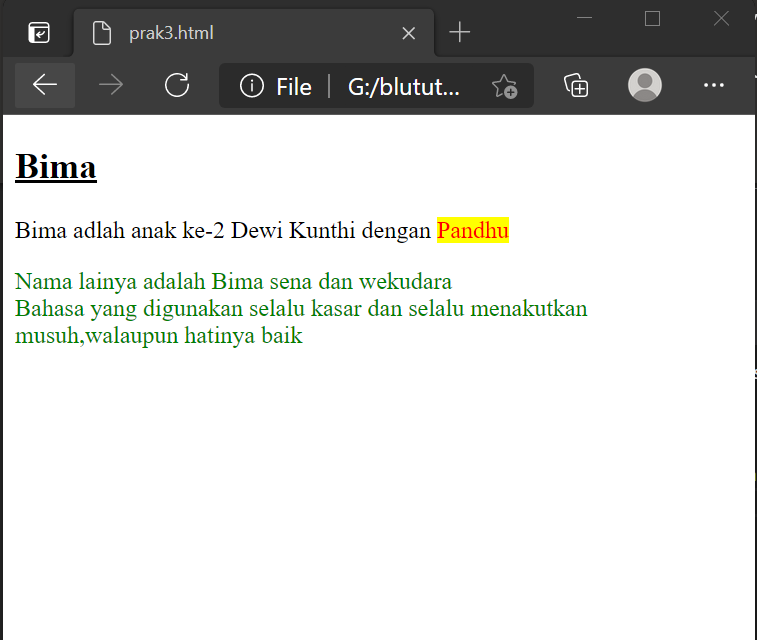 prak3.html
File G:/blutut...
Bima
Bima adlah anak ke-2 Dewi Kunthi dengan Pandhu
Nama lainya adalah Bima sena dan wekudara
Bahasa yang digunakan selalu kasar dan selalu menakutkan
musuh,walaupun hatinya baik